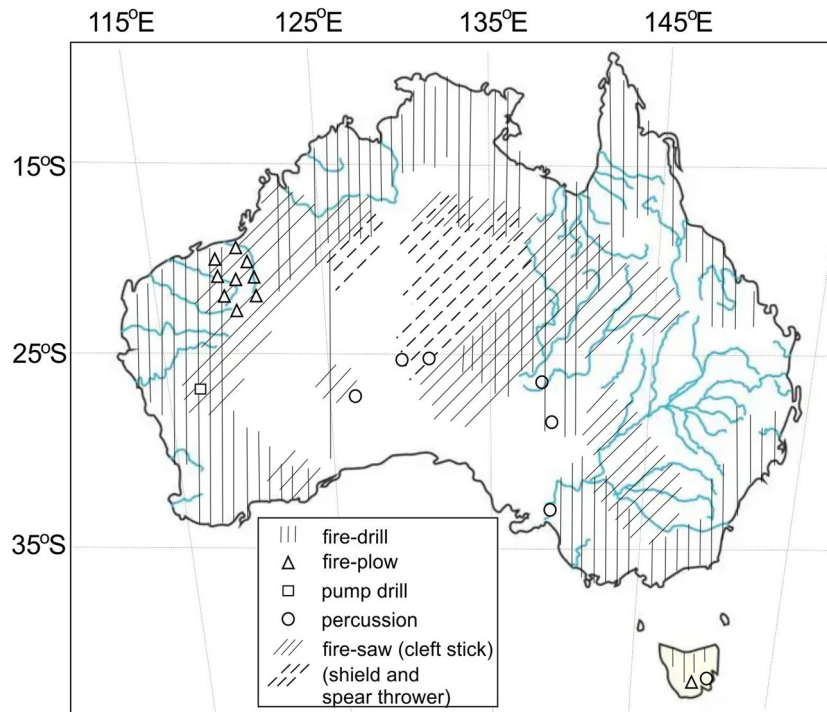 115ºE 125ºE 135ºE 145ºE
15ºS
25ºS
35ºS
fire-drill
fire-plow
pump drill
percussion
fire-saw (cleft stick)
(shield and
spear thrower)